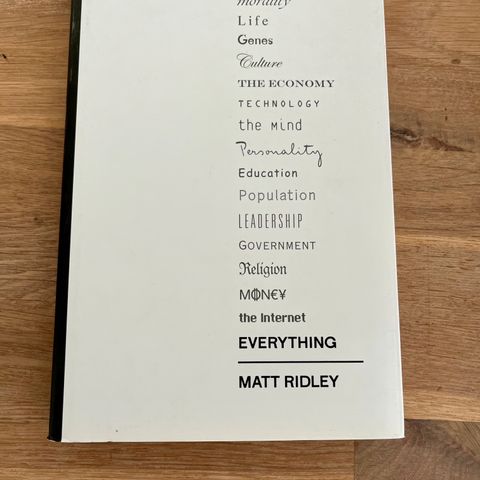 morality
Life
Genes
Culture
THE ECONOMY
TECHNOLOGY
the mind
Personality
Education
Population
LEADERSHIP
GOVERNMENT
Religion
MON€¥
the Internet
EVERYTHING
MATT RIDLEY